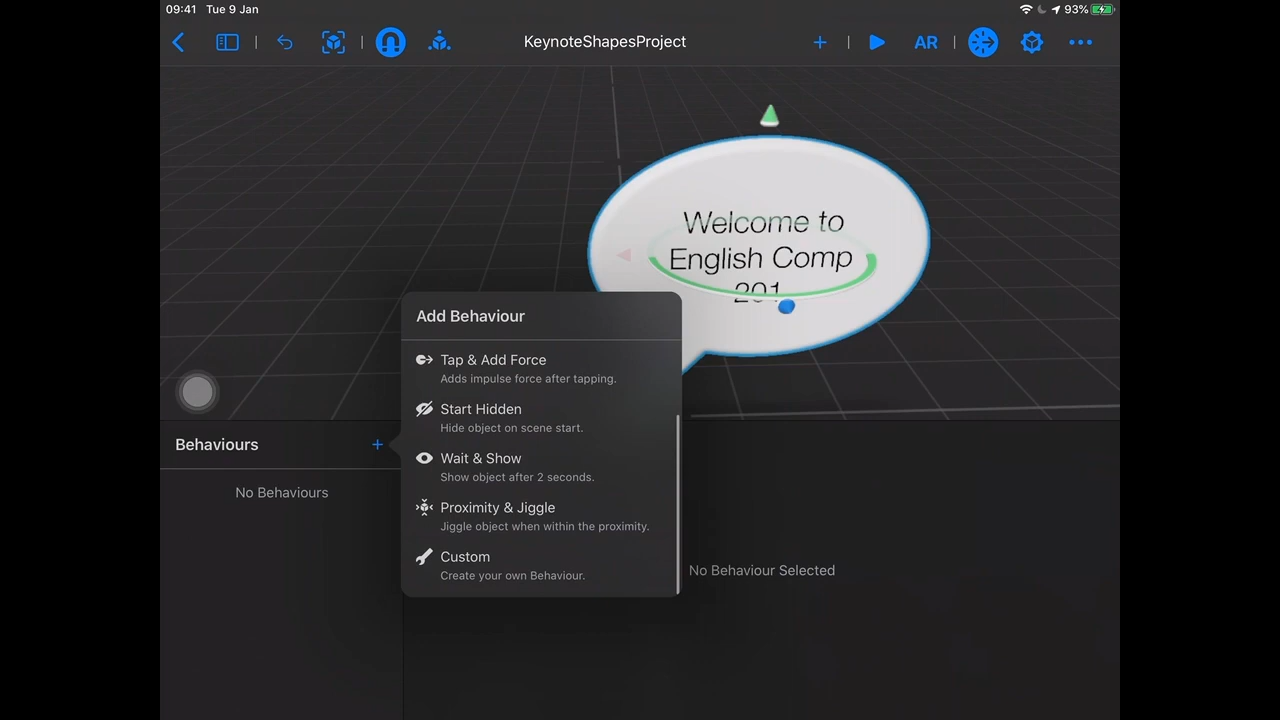 09:41 Tue 9 Jan
93%
KeynoteShapesProject
AR
Welcome to
English Comp
201
Add Behaviour
Tap & Add Force
Adds impulse force after tapping.
Start Hidden
Hide object on scene start.
Behaviours
Wait & Show
Show object after 2 seconds.
No Behaviours
Proximity & Jiggle
Jiggle object when within the proximity.
Custom
Create your own Behaviour.
No Behaviour Selected